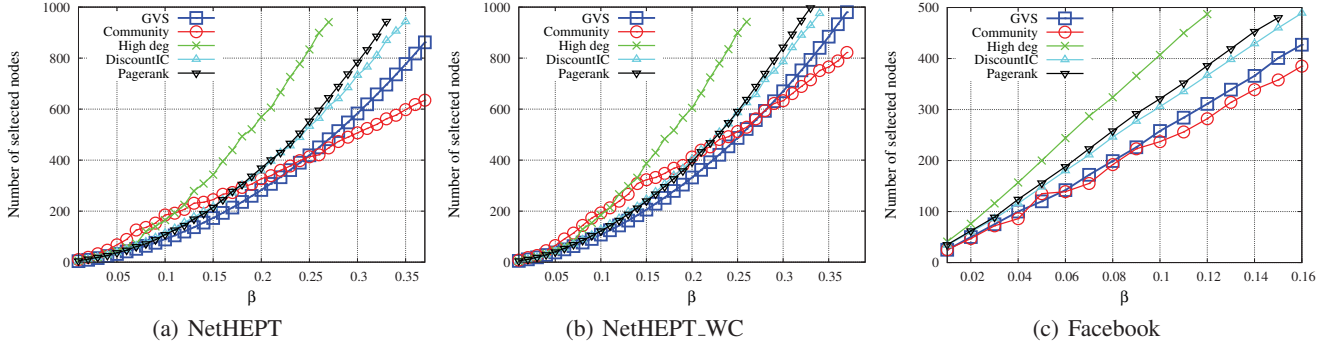 Number of seltected nodes
1000
800
600
400
200
0
GVS
Community
High deg
DiscountIC
Pagerank
0.05
0.1
0.15
0.2
0.25
0.3
0.35
β
(a) NetHEPT
Number of seltected nodes
1000
800
600
400
200
0
GVS
Community
High deg
DiscountIC
Pagerank
0.05
0.1
0.15
0.2
0.25
0.3
0.35
β
(b) NetHEPT_WC
Number of seltected nodes
500
400
300
200
100
0
GVS
Community
High deg
DiscountIC
Pagerank
0.02
0.04
0.06
0.08
0.1
0.12
0.14
0.16
β
(c) Facebook